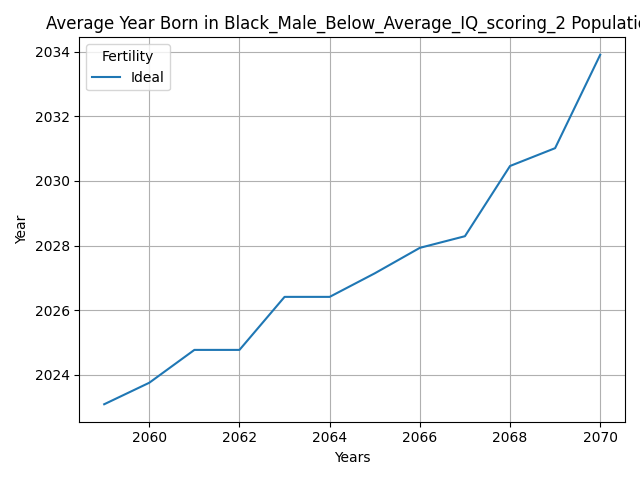 Average Year Born in Black_Male_Below_Average_IQ_scoring_2 Populatio
Fertility
Ideal
Year
2034
2032
2030
2028
2026
2024
2060 2062 2064 2066 2068 2070
Years